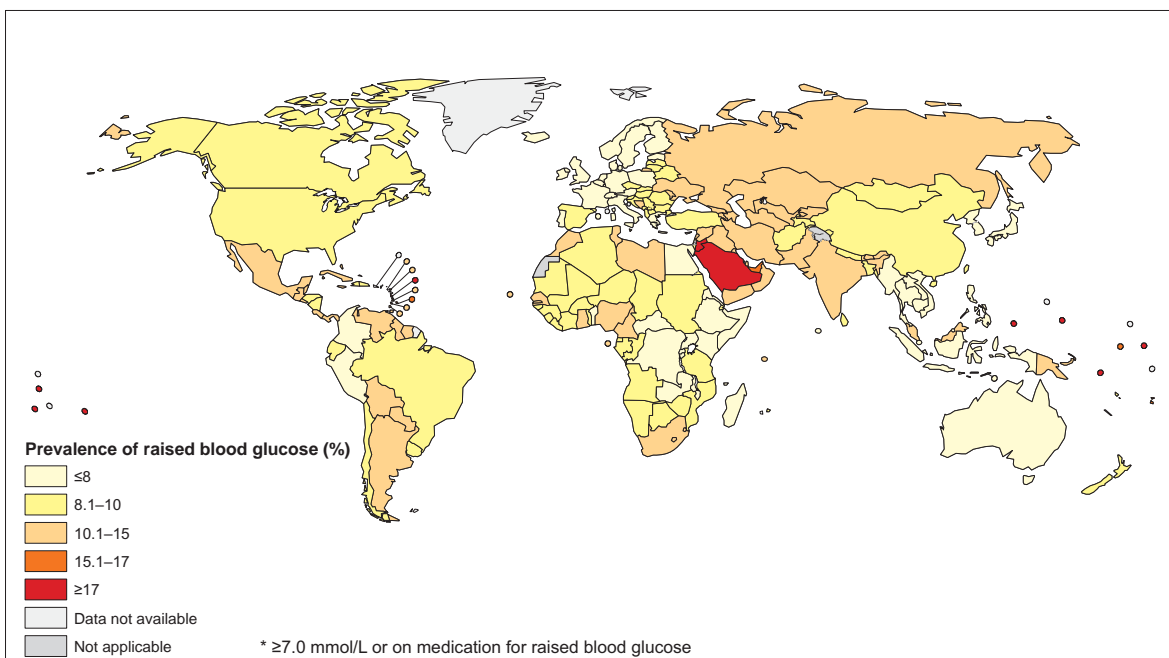 Prevalence of raised blood glucose (%)
≤8
8.1–10
10.1–15
15.1–17
≥17
Data not available
Not applicable
* ≥7.0 mmol/L or on medication for raised blood glucose